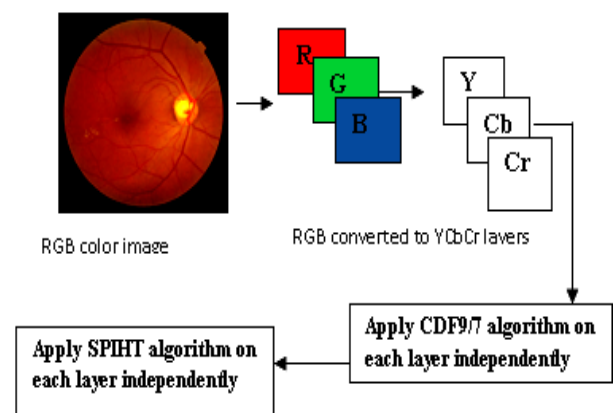 R
G
B
Y
Cb
Cr
RGB color image
RGB converted to YCbCr layers
Apply CDF9/7 algorithm on
each layer independently
Apply SPIHT algorithm on
each layer independently